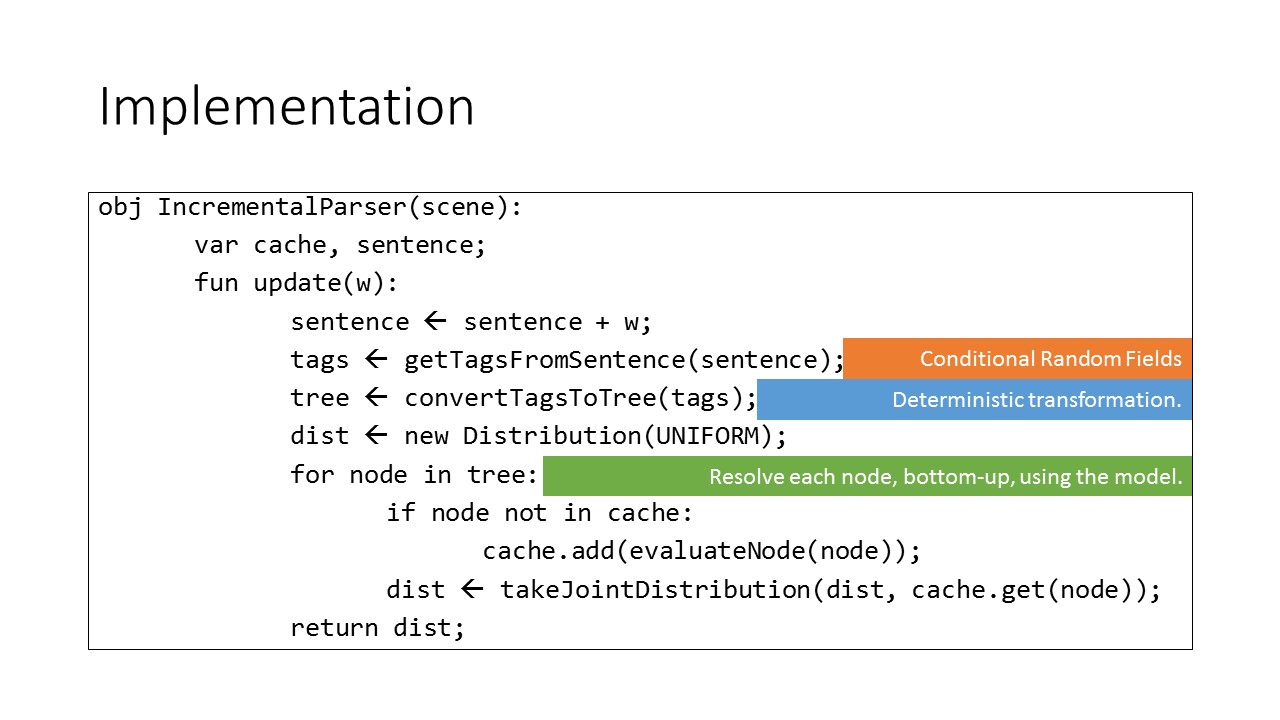 Implementation
obj IncrementalParser(scene):
var cache, sentence;
fun update(w):
sentence ← sentence + w;
tags ← getTagsFromSentence(sentence); Conditional Random Fields
tree ← convertTagsToTree(tags); Deterministic transformation.
dist ← new Distribution(UNIFORM);
for node in tree: Resolve each node, bottom-up, using the model.
if node not in cache:
cache.add(evaluateNode(node));
dist ← takeJointDistribution(dist, cache.get(node));
return dist;